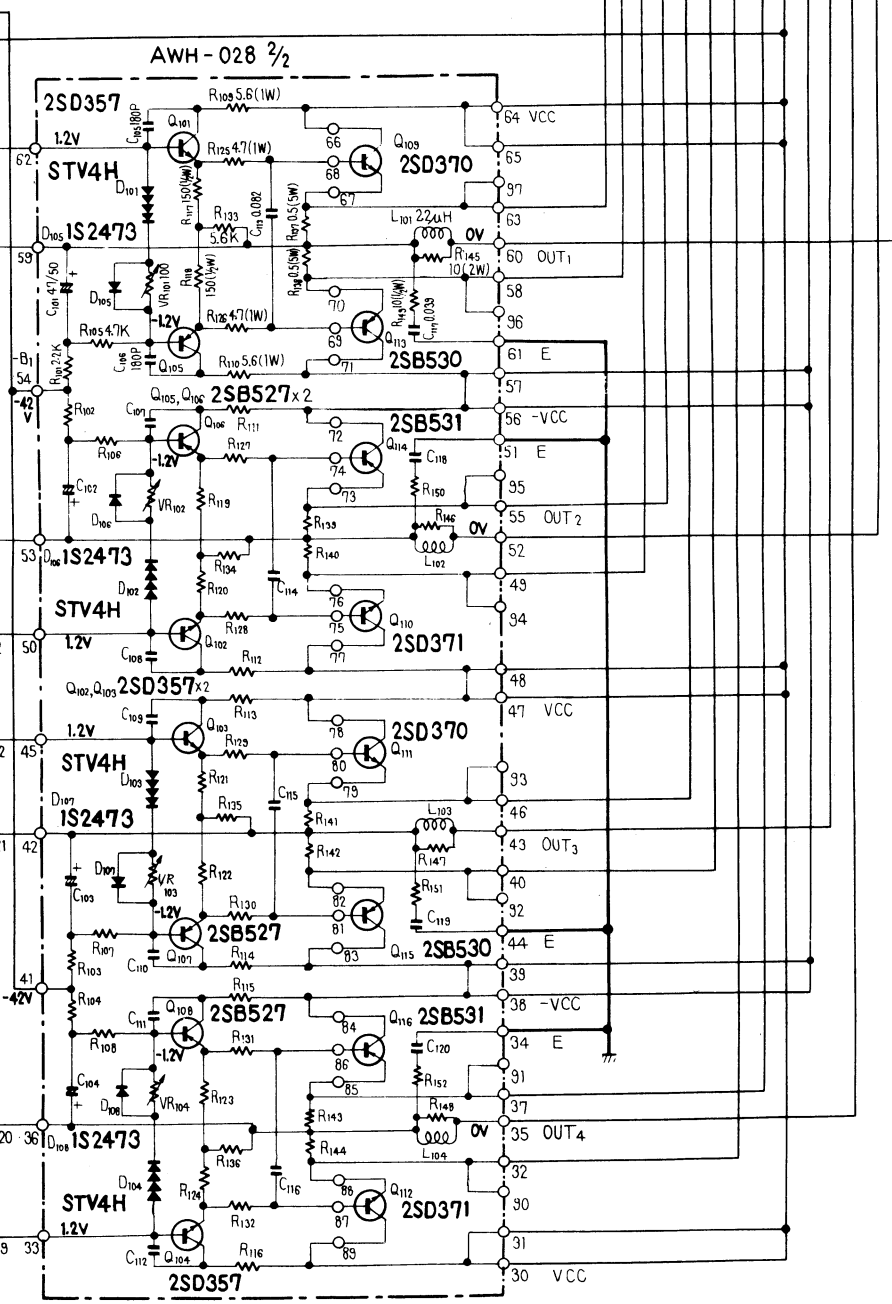 AWH-028 2/2
2SD357
C105 180P
Q101
R109 5.6(1W)
64 VCC
62
1.2V
R125 4.7(1W)
66
Q109
2SD370
68
65
STV4H
D101
R117 150(½W)
R133
5.6K
C113 0.082
67
R137 0.5(5W)
97
63
L101 22μH
D105
1S2473
0V
60 OUT1
59
R145
10(2W)
C101 47/50
+
D105
VR101 100
R118
150(½W)
R138 0.5(5W)
58
70
R149 10(½W)
C117 0.039
96
-1.2V
R126 4.7(1W)
69
R105 4.7K
Q113
61 E
-B1
R101 2.2K
C106
180P
Q105
R110 5.6(1W)
71
2SB530
57
54
-42
V
Q105, Q106
2SB527×2
R102
C107
Q106
R111
72
2SB531
56 -VCC
R127
Q114
51 E
R106
-1.2V
74
C118
C102
D106
VR102
R119
73
R150
95
R139
R146
0V
55 OUT2
53
D106
1S2473
R134
R140
L102
52
D102
R120
C114
49
76
STV4H
R128
75
Q110
94
50
1.2V
Q102
2SD371
C108
R112
77
48
Q102, Q103
2SD357×2
C109
Q103
R113
47 VCC
1.2V
78
2SD370
45
R129
80
Q111
STV4H
D103
R121
79
93
D107
C115
R135
R141
46
1S2473
L103
42
43 OUT3
R142
R147
+
C103
D107
VR
103
R122
R151
40
82
92
-1.2V
R130
81
C119
R107
2SB527
44 E
R103
C110
Q107
R114
83
Q115
2SB530
39
41
-42V
R104
R115
38 -VCC
C111
Q108
2SB527
84
Q116
2SB531
R108
-1.2V
R131
86
C120
34 E
C104
+
D108
VR104
R123
85
R152
91
37
R143
R148
20 36
D108
1S2473
0V
35 OUT4
R136
R144
L104
32
D104
R124
C116
88
Q112
STV4H
R132
87
2SD371
90
1.2V
33
89
31
C112
Q104
R116
2SD357
30 VCC